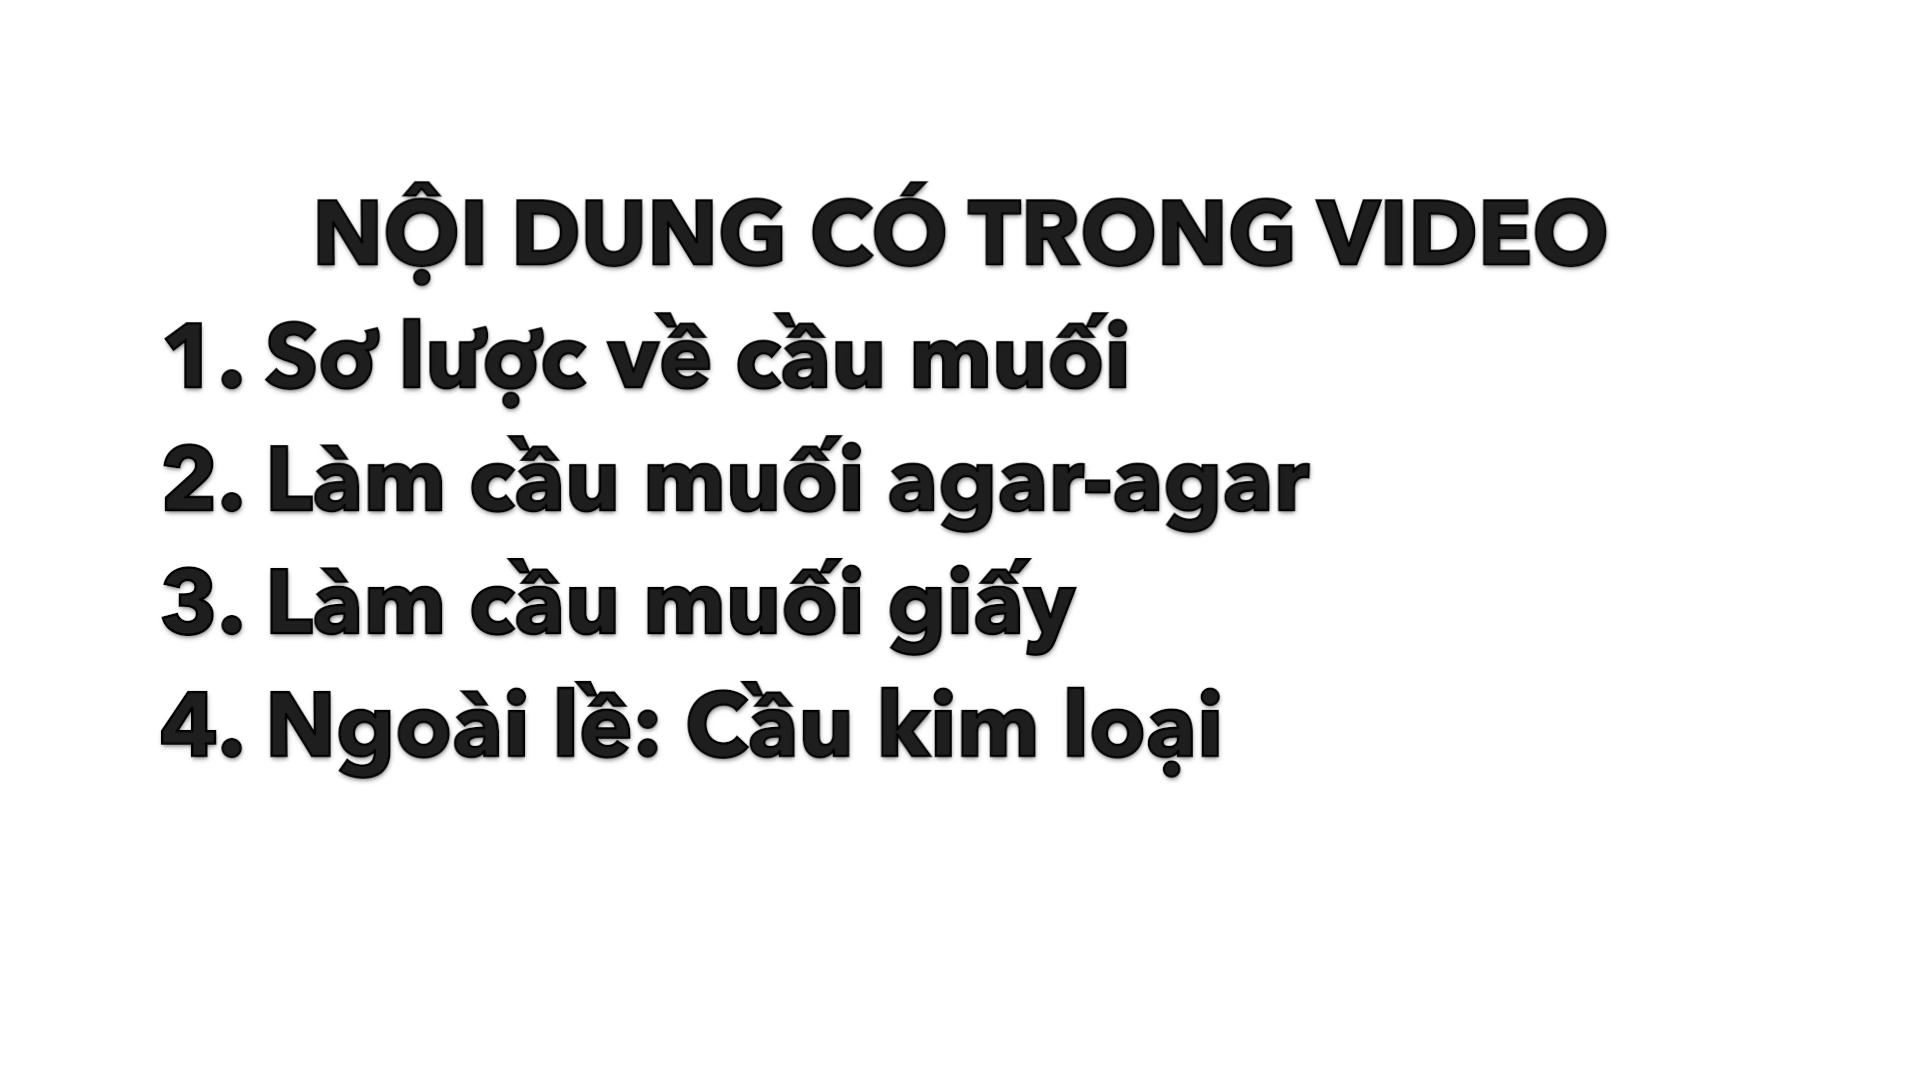 NỘI DUNG CÓ TRONG VIDEO
1. Sơ lược về cầu muối
2. Làm cầu muối agar-agar
3. Làm cầu muối giấy
4. Ngoài lề: Cầu kim loại